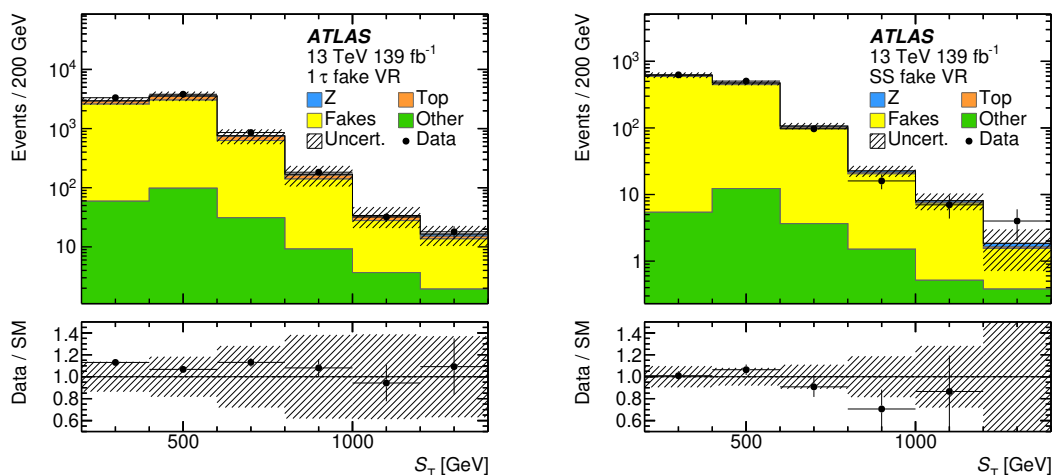 Events / 200 GeV
10⁴
10³
10²
10
ATLAS
13 TeV 139 fb⁻¹
1 τ fake VR
Z Top
Fakes Other
Uncert. Data
Data / SM
1.4
1.2
1.0
0.8
0.6
500 1000
S_T [GeV]
Events / 200 GeV
10³
10²
10
1
ATLAS
13 TeV 139 fb⁻¹
SS fake VR
Z Top
Fakes Other
Uncert. Data
Data / SM
1.4
1.2
1.0
0.8
0.6
500 1000
S_T [GeV]